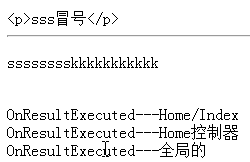 <p>sss冒号</p>
sssssssskkkkkkkkkkk
OnResultExecuted---Home/Index
OnResultExecuted---Home控制器
OnResultExecuted---全局的